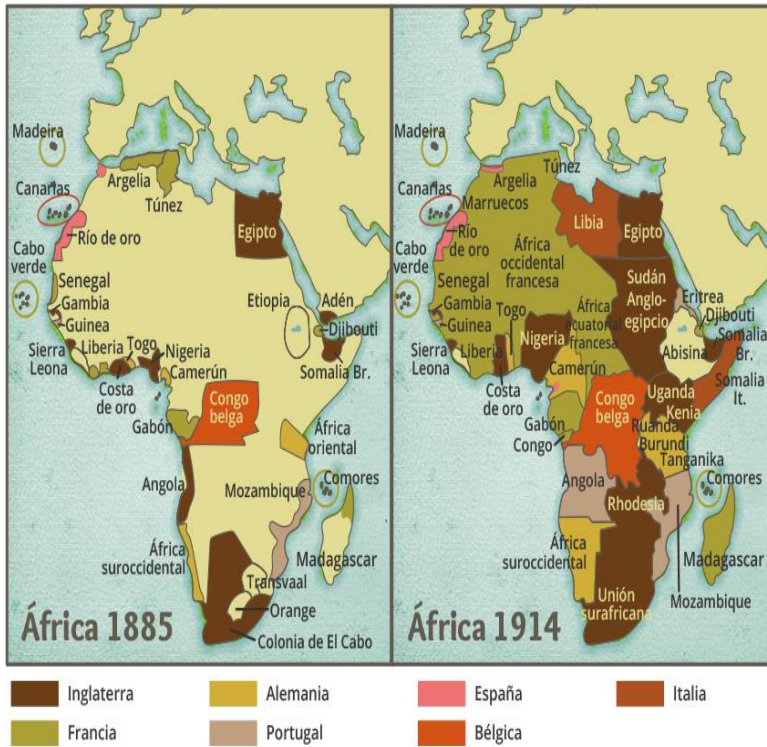 Madeira
Canarias
Cabo
verde
Argelia
Túnez
Río de oro
Egipto
Senegal
Gambia
Guinea
Sierra
Leona
Liberia
Togo
Costa
de oro
Nigeria
Camerún
Etiopia
Adén
Djibouti
Somalia Br.
Gabón
Congo
belga
África
oriental
Angola
Mozambique
Comores
África
suroccidental
Madagascar
Transvaal
Orange
Colonia de El Cabo
África 1885
Madeira
Canarias
Cabo
verde
Túnez
Argelia
Marruecos
Río
de oro
Libia
Egipto
África
occidental
francesa
Senegal
Gambia
Guinea
Sierra
Leona
Liberia
Togo
Costa
de oro
Nigeria
África
ecuatorial
francesa
Camerún
Sudán
Anglo-
egipcio
Eritrea
Djibouti
Somalia
Br.
Abisina
Somalia
It.
Uganda
Kenia
Gabón
Congo
Congo
belga
Ruanda
Burundi
Tanganika
Angola
Comores
Rhodesia
África
suroccidental
Madagascar
Mozambique
Unión
surafricana
África 1914
Inglaterra
Alemania
España
Italia
Francia
Portugal
Bélgica